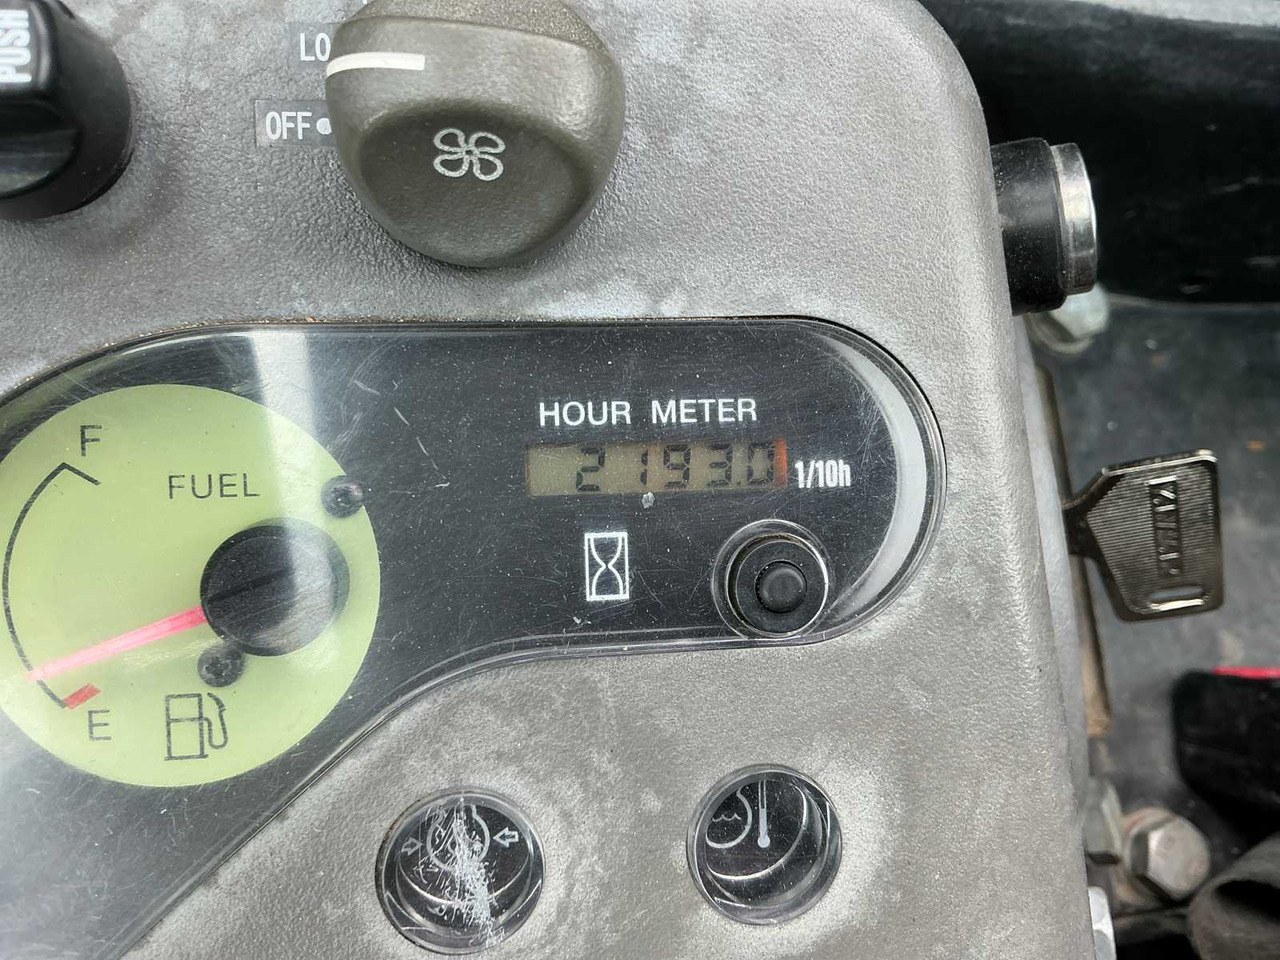 PUSH
LO
OFF
HOUR METER
2193.0 1/10h
F
FUEL
E